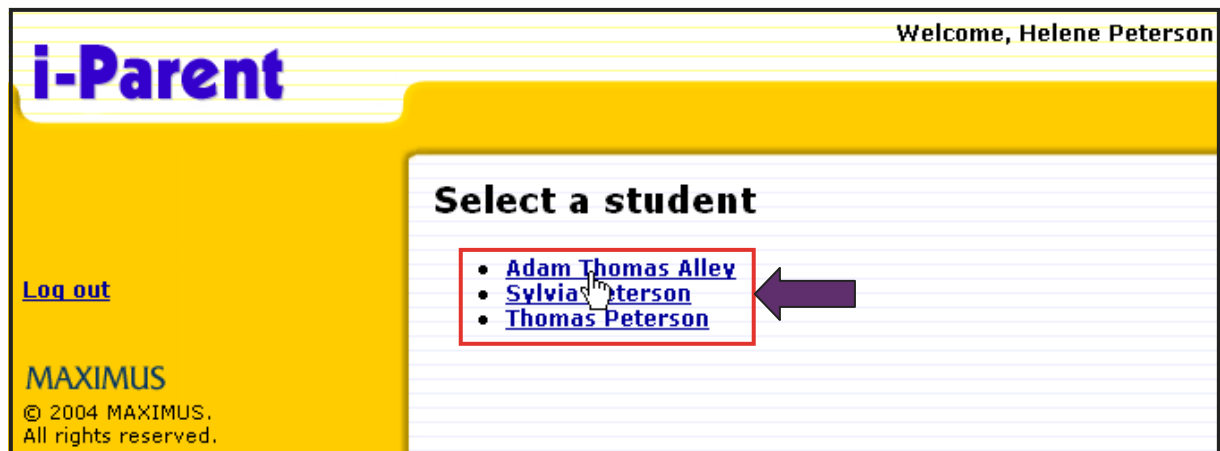 Welcome, Helene Peterson
i-Parent
Select a student
Adam Thomas Alley
Sylvia Peterson
Thomas Peterson
Log out
MAXIMUS
© 2004 MAXIMUS.
All rights reserved.